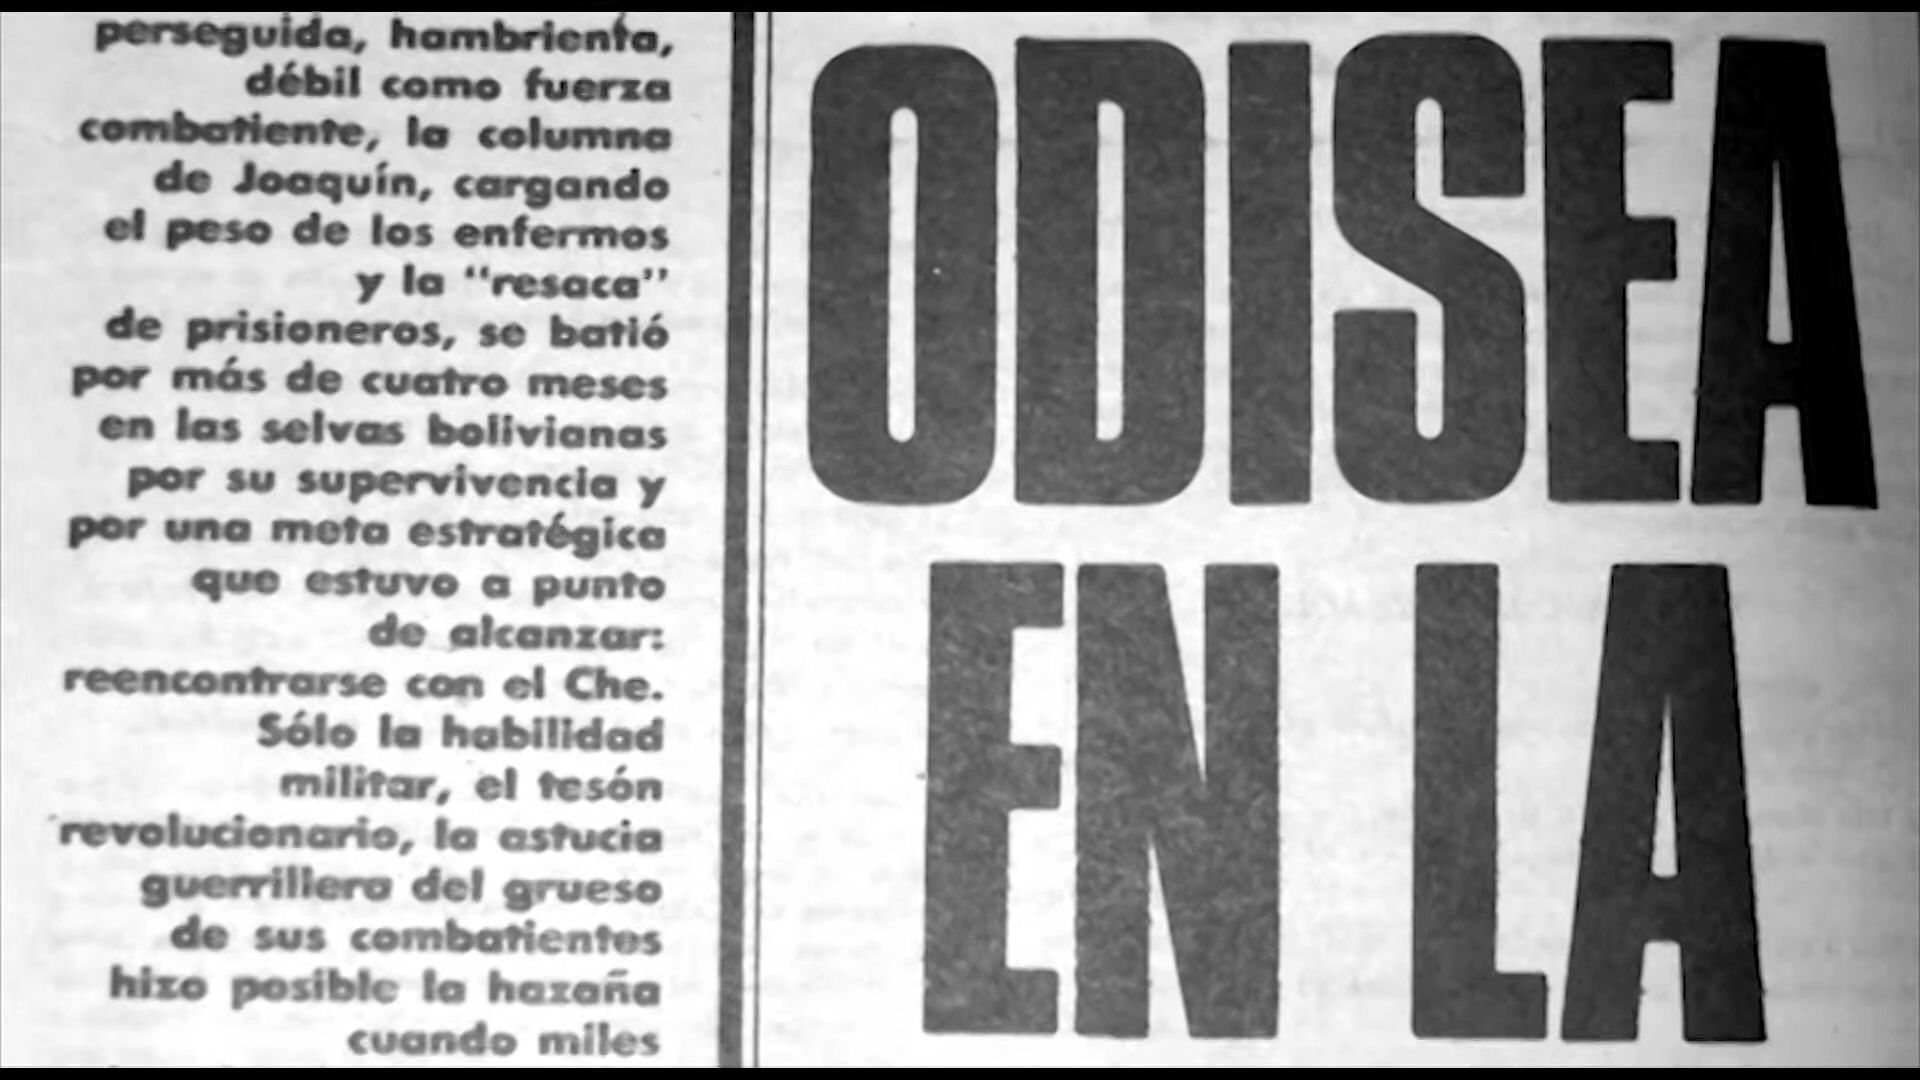 perseguida, hambrienta,
débil como fuerza
combatiente, la columna
de Joaquín, cargando
el peso de los enfermos
y la “resaca”
de prisioneros, se batió
por más de cuatro meses
en las selvas bolivianas
por su supervivencia y
por una meta estratégica
que estuvo a punto
de alcanzar:
reencontrarse con el Che.
Sólo la habilidad
militar, el tesón
revolucionario, la astucia
guerrillera del grueso
de sus combatientes
hizo posible la hazaña
cuando miles
ODISEA
EN LA